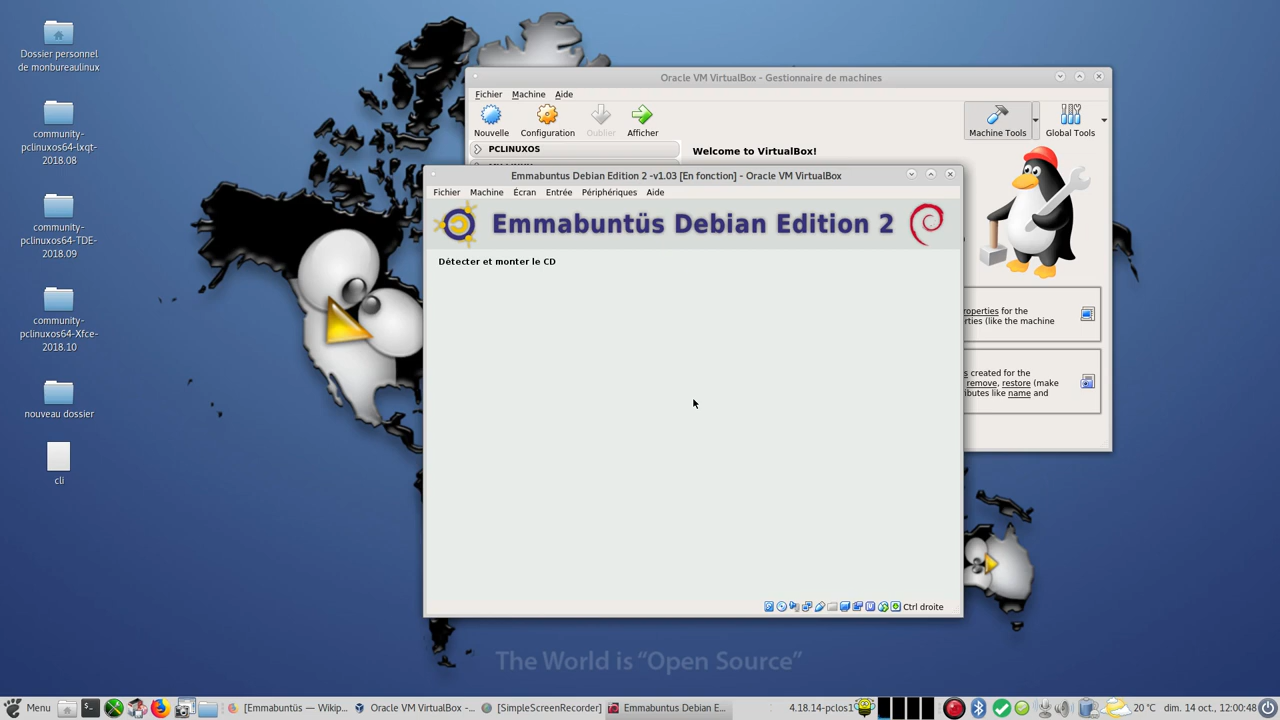 Dossier personnel
de monbureaulinux
community-
pclinuxos64-lxqt-
2018.08
community-
pclinuxos64-TDE-
2018.09
community-
pclinuxos64-Xfce-
2018.10
nouveau dossier
cli
Oracle VM VirtualBox - Gestionnaire de machines
Fichier Machine Aide
Nouvelle Configuration Oublier Afficher Machine Tools Global Tools
PCLINUXOS
Welcome to VirtualBox!
Emmabuntus Debian Edition 2 -v1.03 [En fonction] - Oracle VM VirtualBox
Fichier Machine Écran Entrée Périphériques Aide
Emmabuntüs Debian Edition 2
Détecter et monter le CD
roperties for the
rties (like the machine
s created for the
remove, restore (make
ibutes like name and
Ctrl droite
The World is “Open Source”
Menu [Emmabuntüs — Wikip... Oracle VM VirtualBox -... [SimpleScreenRecorder] Emmabuntus Debian E... 4.18.14-pclos1 20 °C dim. 14 oct., 12:00:48